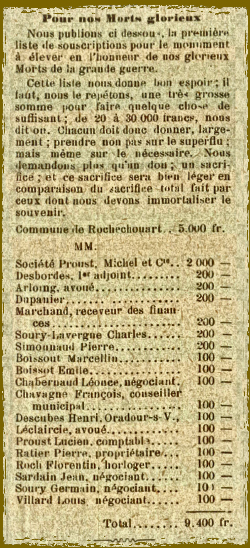 Pour nos Morts glorieux
Nous publions ci dessous, la première
liste de souscriptions pour le monument
à élever en l'honneur de nos glorieux
Morts de la grande guerre.
Cette liste nous donne bon espoir ; il
faut, nous le répétons, une très grosse
somme pour faire quelque chose de
suffisant ; de 20 à 30 000 francs, nous
dit on. Chacun doit donc donner, large-
ment ; prendre non pas sur le superflu ;
mais même sur le nécessaire. Nous
demandons plus qu'un don ; un sacri-
fice ; et ce sacrifice sera bien léger en
comparaison du sacrifice total fait par
ceux dont nous devons immortaliser le
souvenir.
Commune de Rochechouart . 5.000 fr.
MM.
Société Proust, Michel et Cie.. 2 000 —
Desbordes, 1er adjoint........ 200 —
Arloing, avoué........ 200 —
Dupanier........ 200 —
Marchand, receveur des finan-
ces........ 200 —
Soury-Lavergne Charles...... 200 —
Simonnaud Pierre........ 200 —
Boissout Marcellin........ 100 —
Boissot Emile........ 100 —
Chabernaud Léonce, négociant. 100 —
Chavagne François, conseiller
municipal........ 100 —
Descubes Henri, Oradour-s-V., 100 —
Léclaircie, avoué........ 100 —
Proust Lucien, comptable.... 100 —
Ratier Pierre, propriétaire.... 100 —
Roch Florentin, horloger...... 100 —
Sardain Jean, négociant...... 100 —
Soury Germain, négociant.... 100 —
Villard Louis négociant...... 100 —
Total........ 9.400 fr.